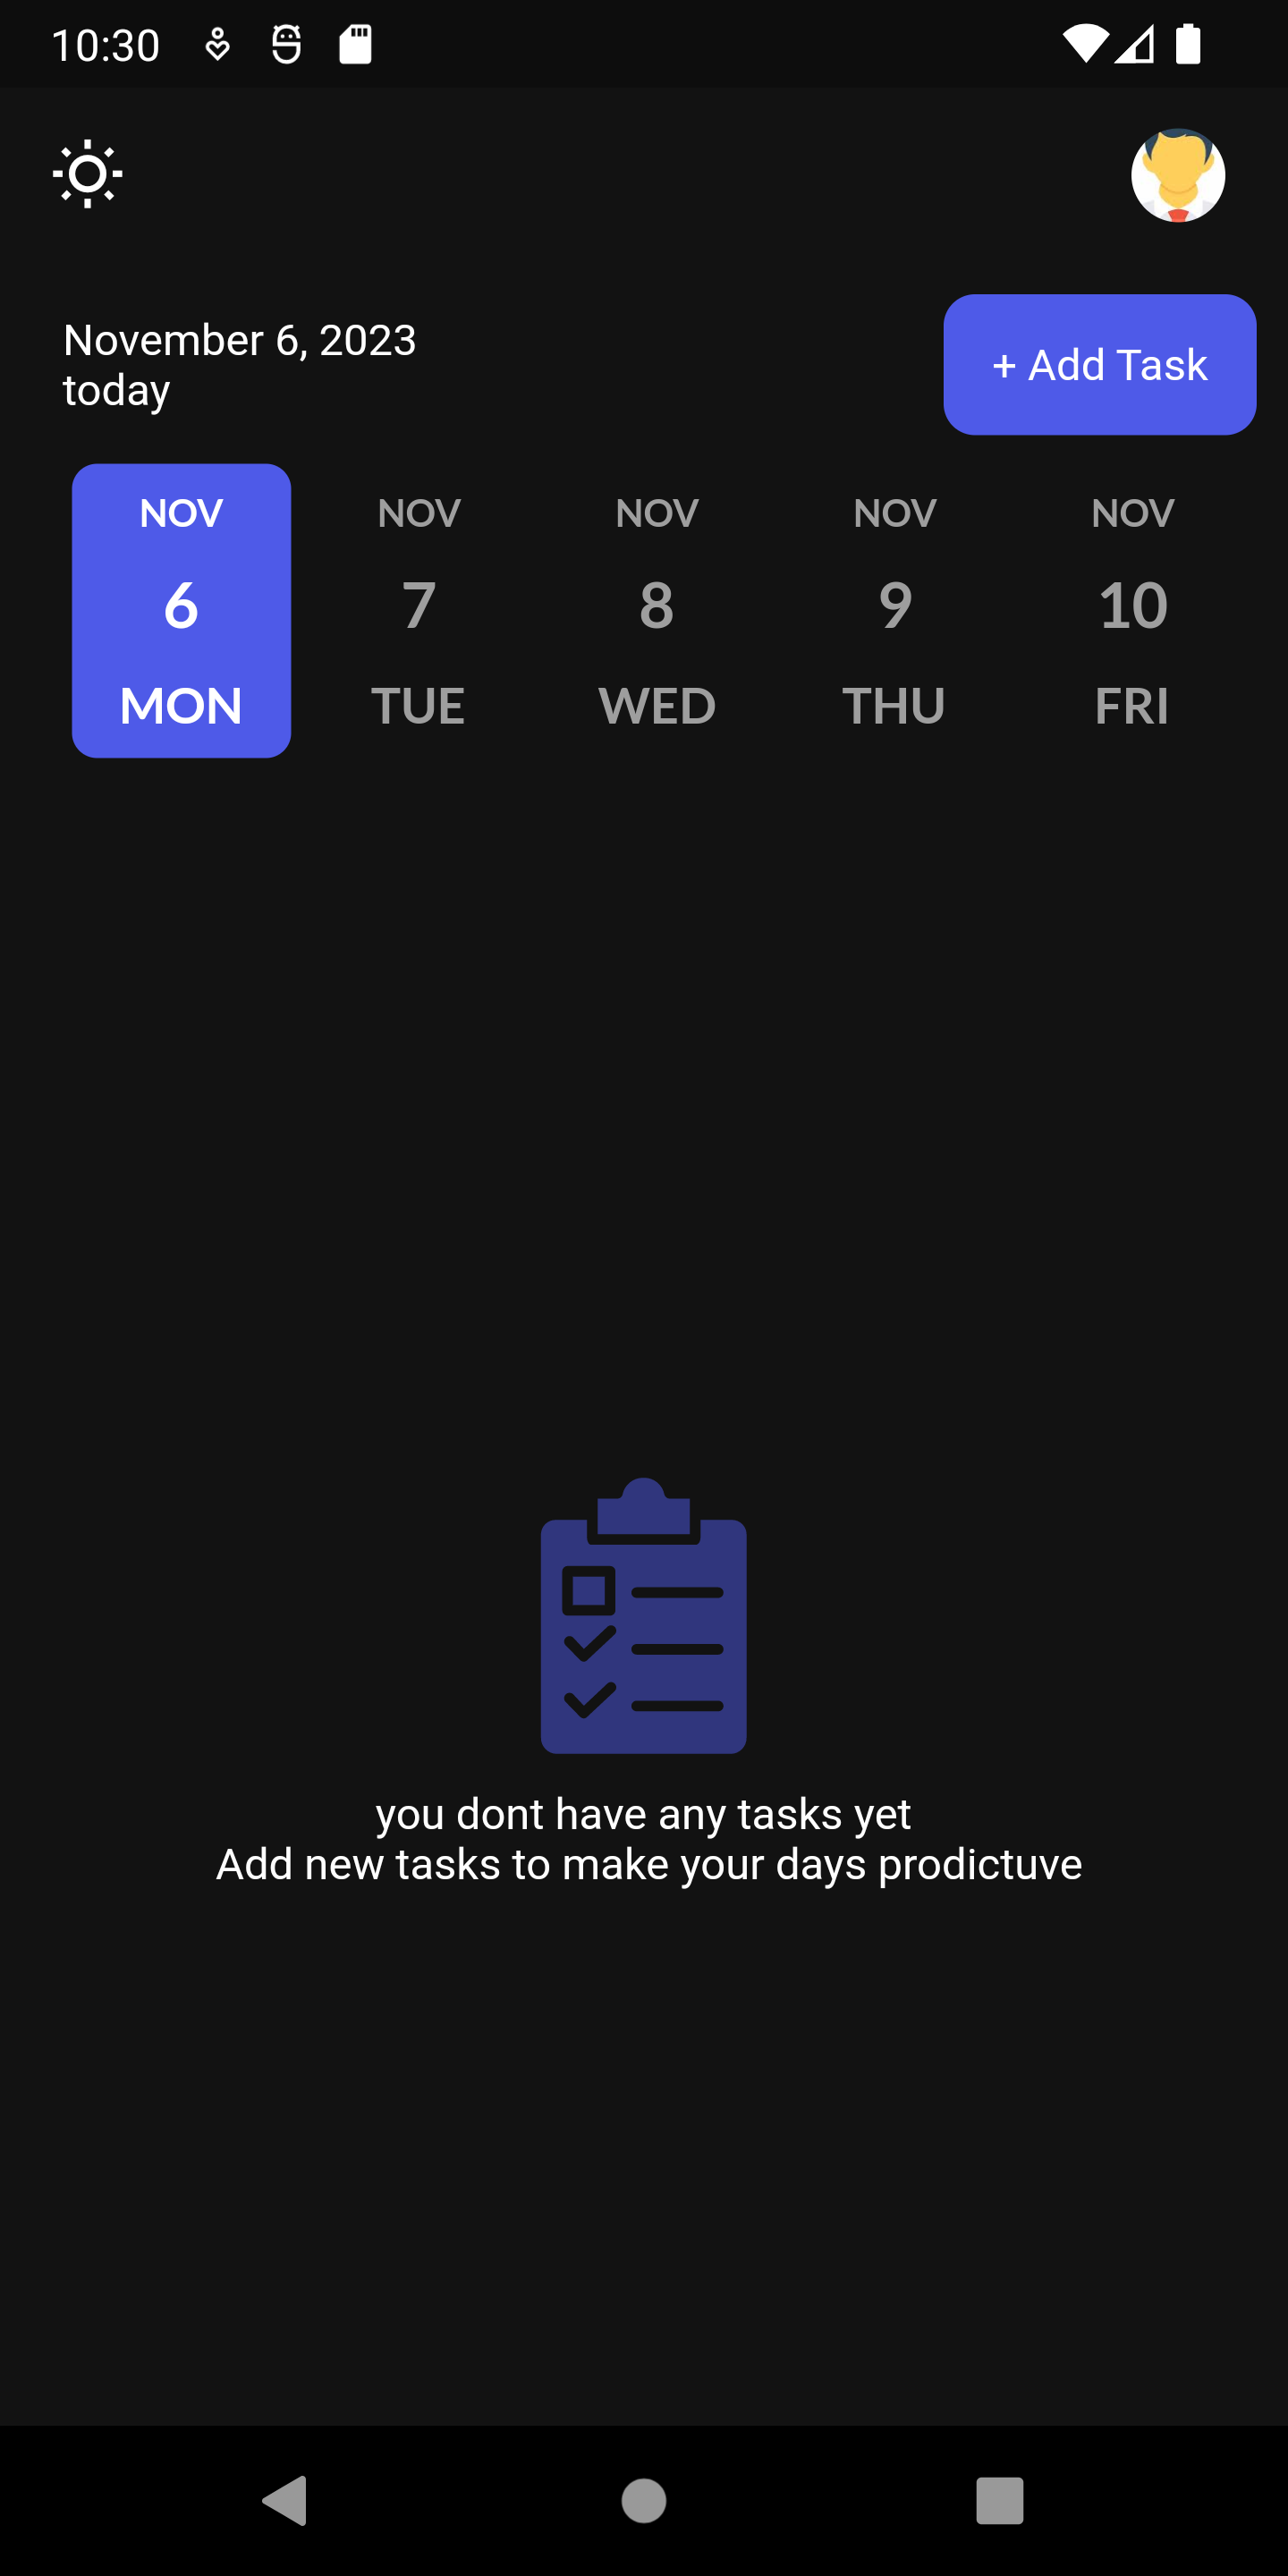 10:30
November 6, 2023
today
+ Add Task
NOV NOV NOV NOV NOV
6 7 8 9 10
MON TUE WED THU FRI
you dont have any tasks yet
Add new tasks to make your days prodictuve